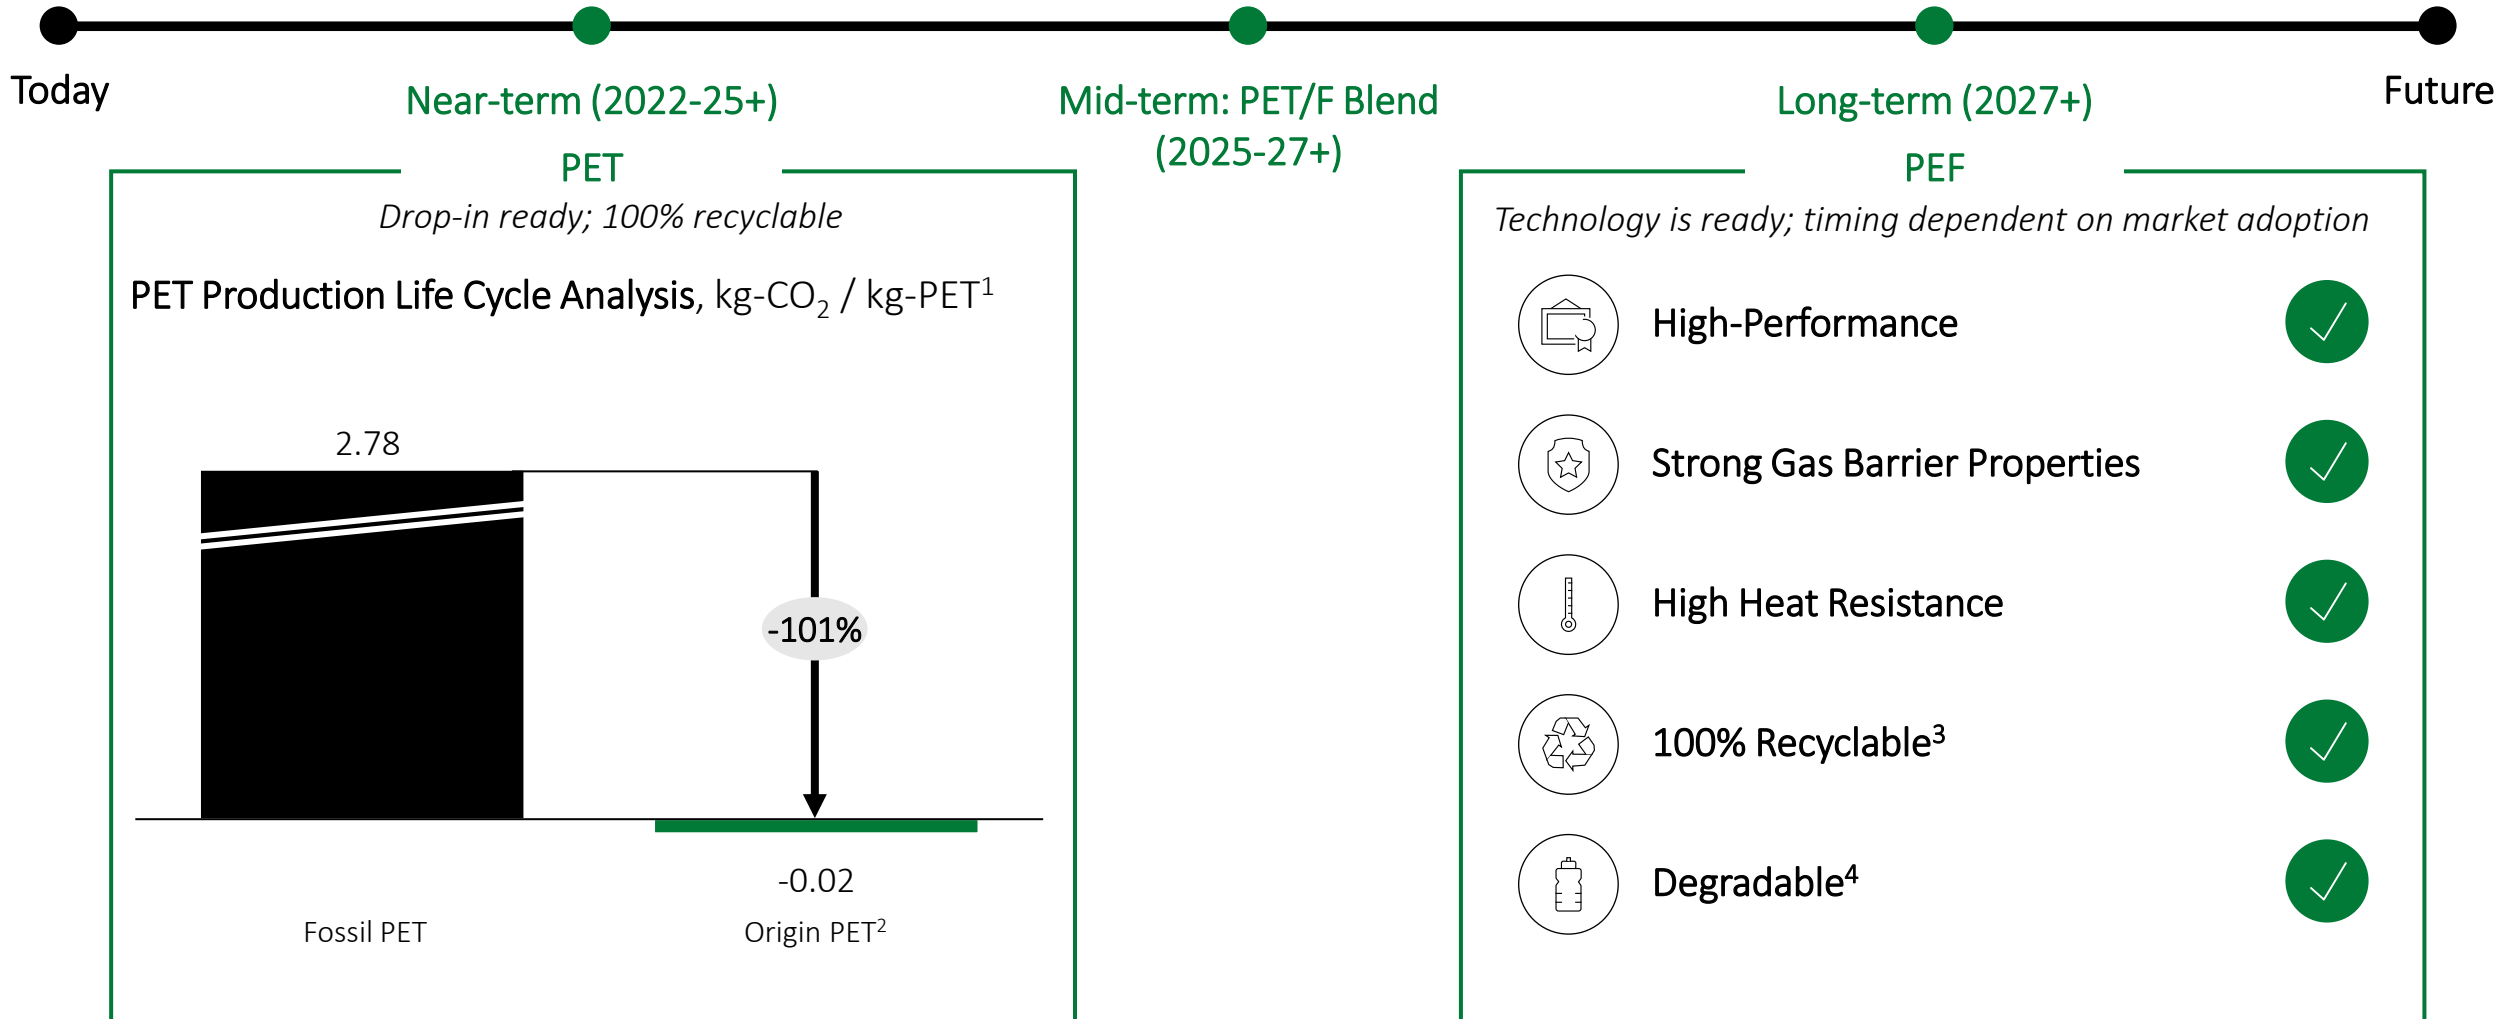 Today
Near-term (2022-25+)
Mid-term: PET/F Blend
(2025-27+)
Long-term (2027+)
Future
PET
Drop-in ready; 100% recyclable
PET Production Life Cycle Analysis, kg-CO₂ / kg-PET¹
2.78
-101%
-0.02
Fossil PET
Origin PET²
PEF
Technology is ready; timing dependent on market adoption
High-Performance
Strong Gas Barrier Properties
High Heat Resistance
100% Recyclable³
Degradable⁴